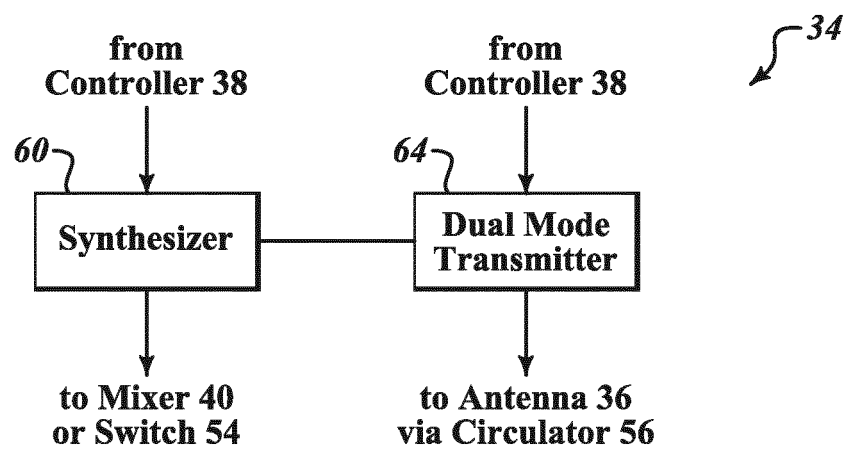 from
Controller 38
from
Controller 38
34
60
64
Synthesizer
Dual Mode
Transmitter
to Mixer 40
or Switch 54
to Antenna 36
via Circulator 56